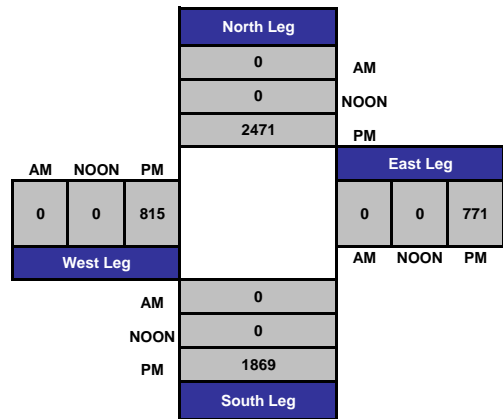 North Leg
0 AM
0 NOON
2471 PM
AM NOON PM
East Leg
0 0 815
0 0 771
West Leg
AM NOON PM
AM 0
NOON 0
PM 1869
South Leg